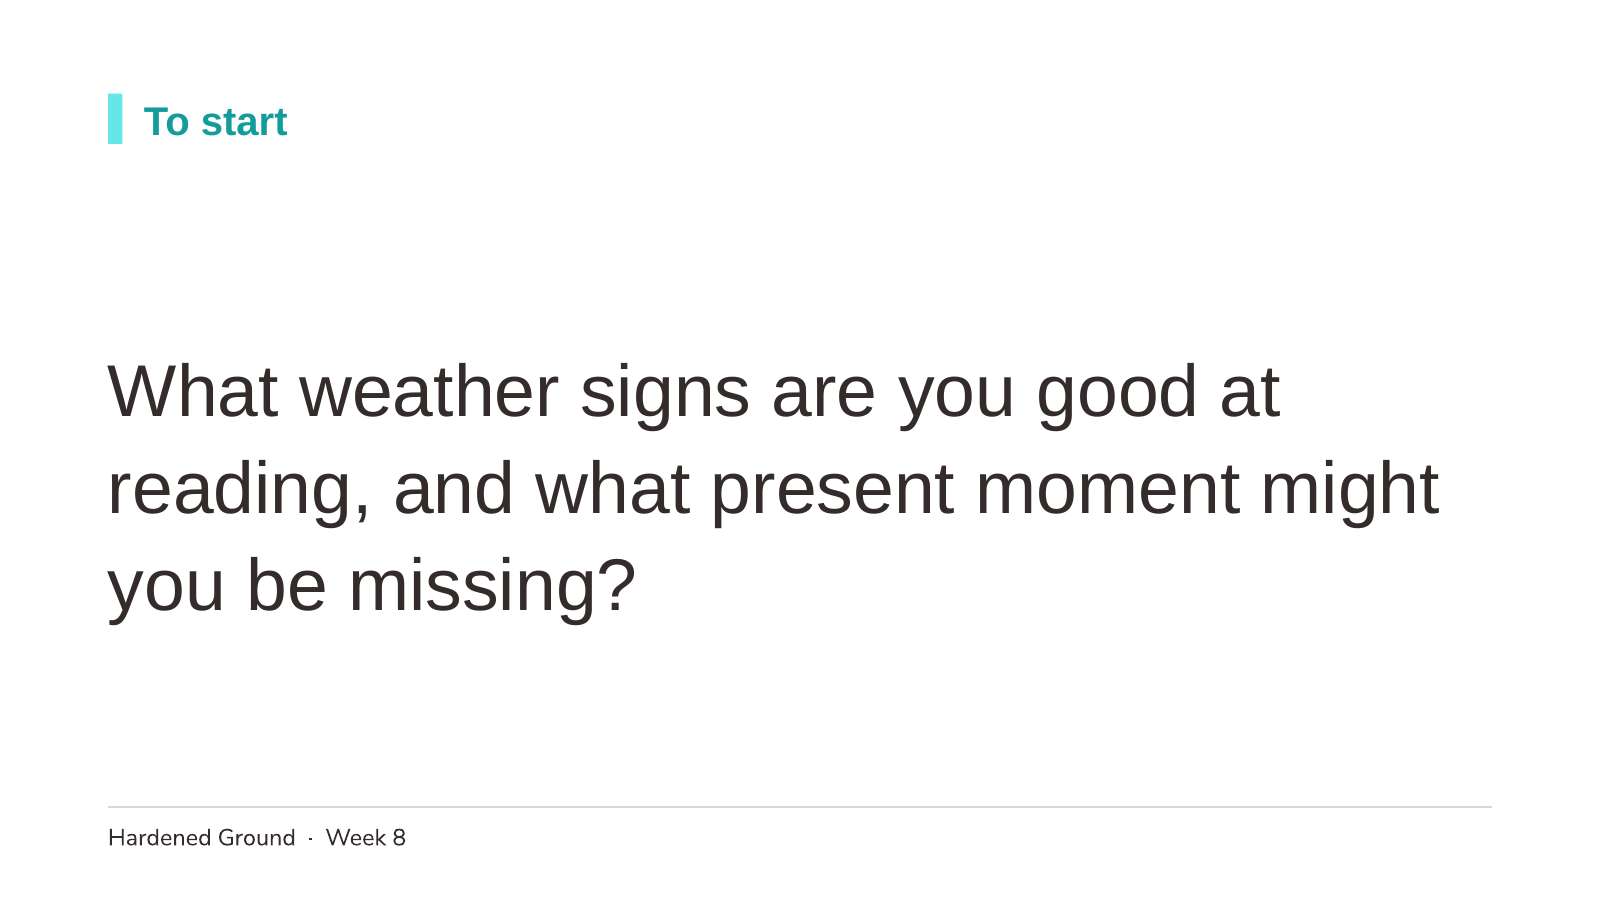 To start
What weather signs are you good at
reading, and what present moment might
you be missing?
Hardened Ground · Week 8